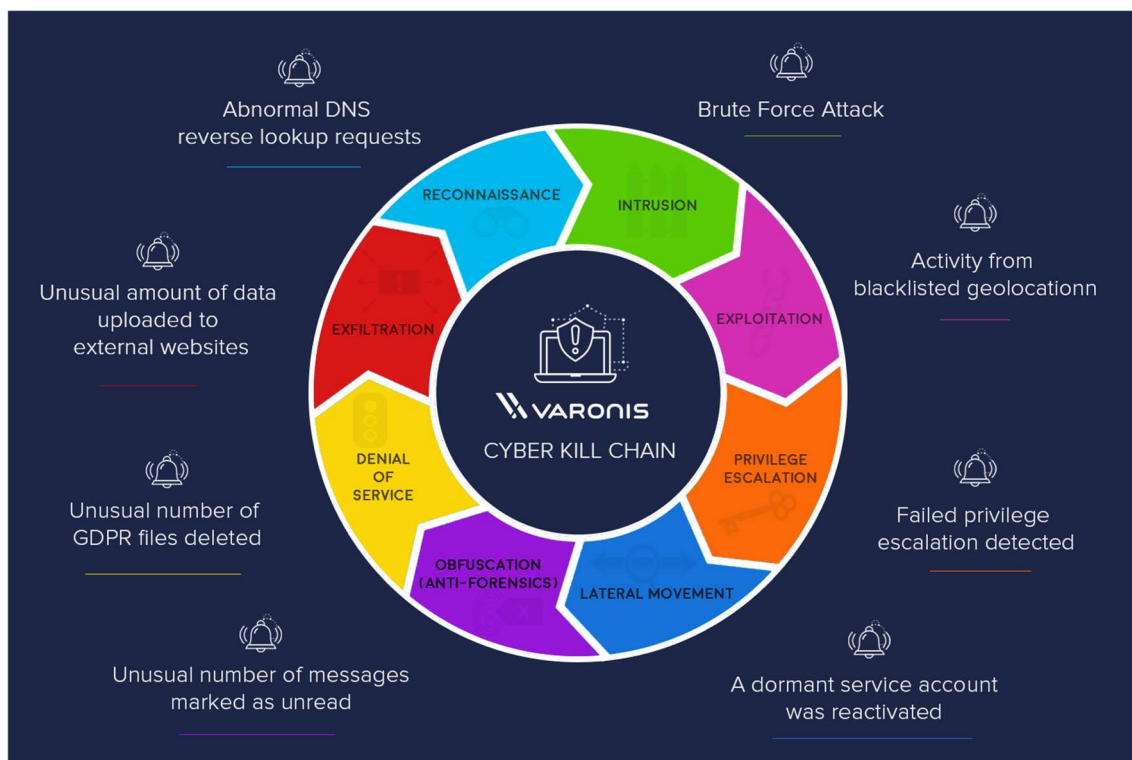 Abnormal DNS
reverse lookup requests
Brute Force Attack
RECONNAISSANCE
INTRUSION
Activity from
blacklisted geolocationn
Unusual amount of data
uploaded to
external websites
EXFILTRATION
EXPLOITATION
VARONIS
CYBER KILL CHAIN
DENIAL
OF
SERVICE
PRIVILEGE
ESCALATION
Unusual number of
GDPR files deleted
Failed privilege
escalation detected
OBFUSCATION
(ANTI-FORENSICS)
LATERAL MOVEMENT
Unusual number of messages
marked as unread
A dormant service account
was reactivated